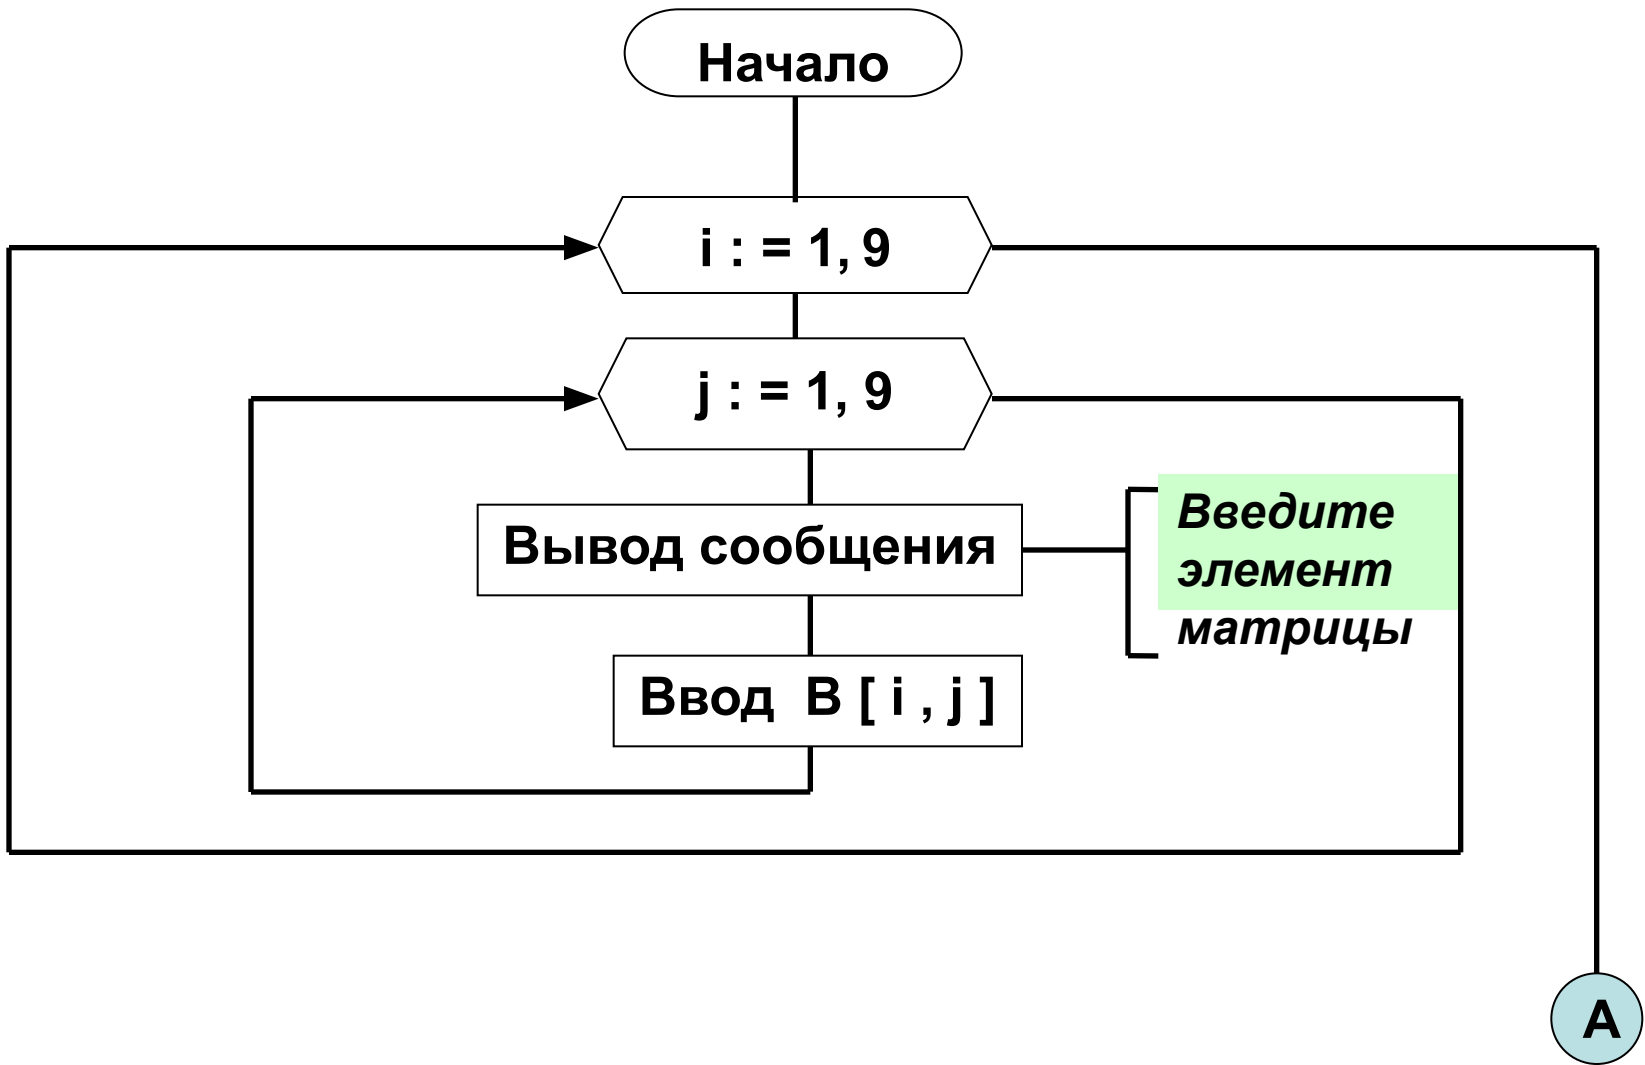 Начало
i : = 1, 9
j : = 1, 9
Вывод сообщения
Введите
элемент
матрицы
Ввод В [ i , j ]
А